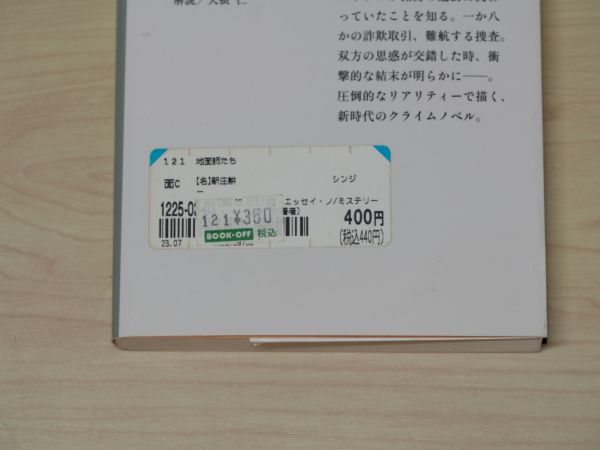 解説／大根 仁
っていたことを知る。一か八
かの詐欺取引、難航する捜査。
双方の思惑が交錯した時、衝
撃的な結末が明らかに――。
圧倒的なリアリティーで描く、
新時代のクライムノベル。
121 地面師たち
面C 【名】新庄耕 シンジ
1225-03 エッセイ・ノ/ミステリー
121 ¥350
400円
BOOK-OFF 税込
(税込440円)
23.07